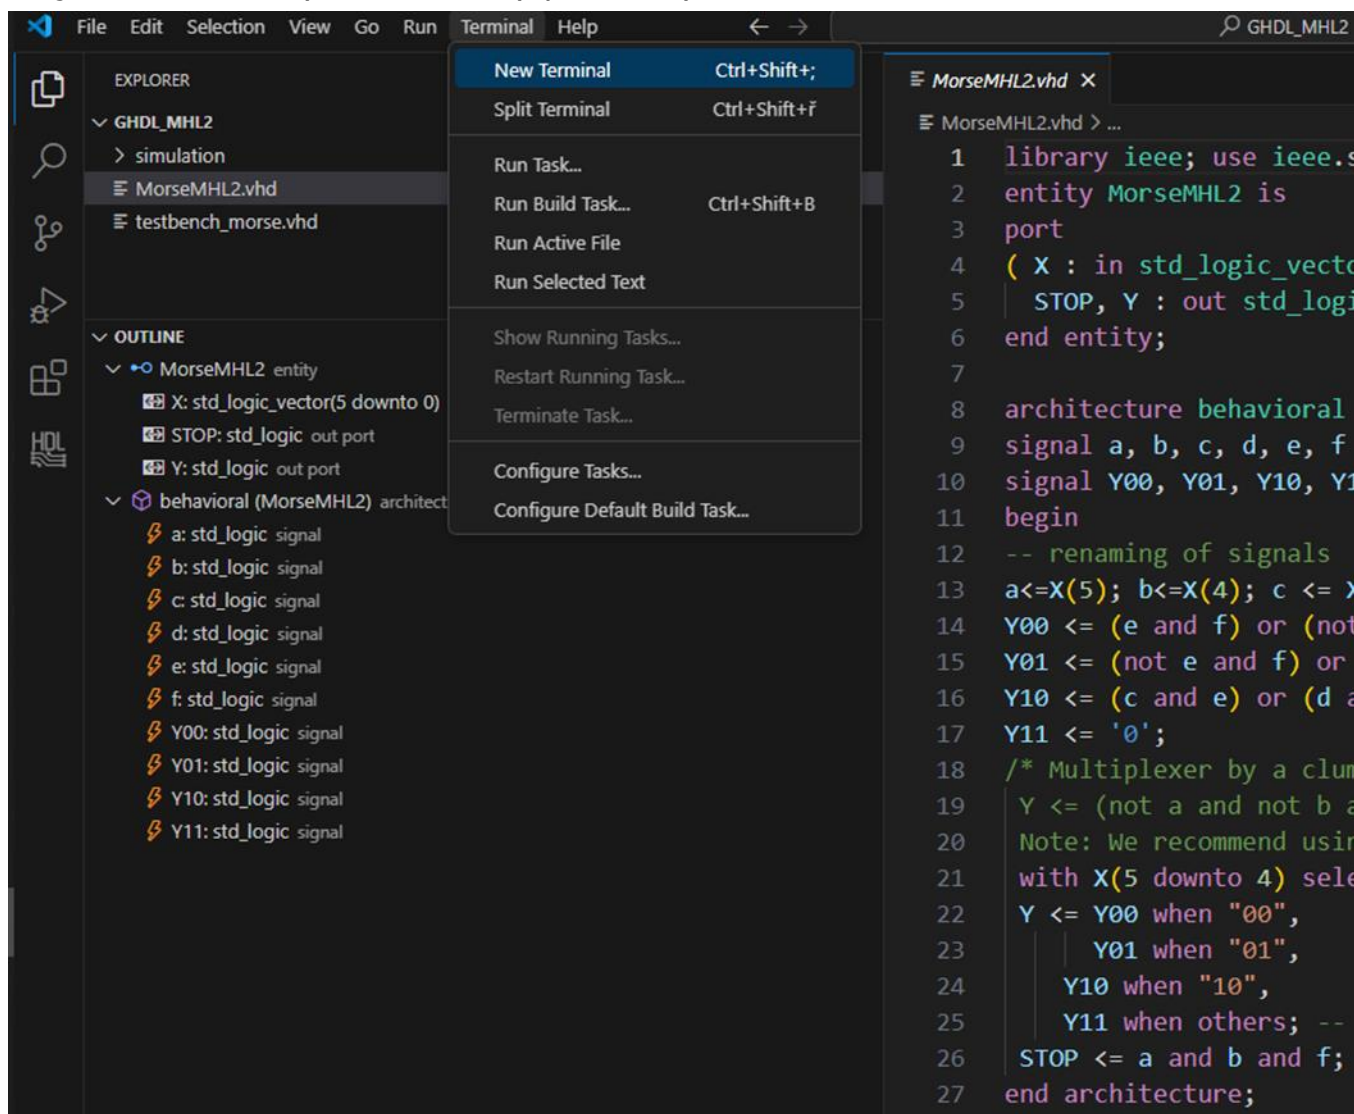 File Edit Selection View Go Run Terminal Help
GHDL_MHL2
EXPLORER
GHDL_MHL2
simulation
MorseMHL2.vhd
testbench_morse.vhd
OUTLINE
MorseMHL2 entity
X: std_logic_vector(5 downto 0)
STOP: std_logic out port
Y: std_logic out port
behavioral (MorseMHL2) architect
a: std_logic signal
b: std_logic signal
c: std_logic signal
d: std_logic signal
e: std_logic signal
f: std_logic signal
Y00: std_logic signal
Y01: std_logic signal
Y10: std_logic signal
Y11: std_logic signal
New Terminal Ctrl+Shift+;
Split Terminal Ctrl+Shift+ř
Run Task...
Run Build Task... Ctrl+Shift+B
Run Active File
Run Selected Text
Show Running Tasks...
Restart Running Task...
Terminate Task...
Configure Tasks...
Configure Default Build Task...
MorseMHL2.vhd
MorseMHL2.vhd > ...
1 library ieee; use ieee.s
2 entity MorseMHL2 is
3 port
4 ( X : in std_logic_vecto
5 STOP, Y : out std_logi
6 end entity;
7
8 architecture behavioral
9 signal a, b, c, d, e, f
10 signal Y00, Y01, Y10, Y1
11 begin
12 -- renaming of signals
13 a<=X(5); b<=X(4); c <= X
14 Y00 <= (e and f) or (not
15 Y01 <= (not e and f) or
16 Y10 <= (c and e) or (d a
17 Y11 <= '0';
18 /* Multiplexer by a clum
19 Y <= (not a and not b a
20 Note: We recommend usin
21 with X(5 downto 4) sele
22 Y <= Y00 when "00",
23 Y01 when "01",
24 Y10 when "10",
25 Y11 when others; --
26 STOP <= a and b and f;
27 end architecture;